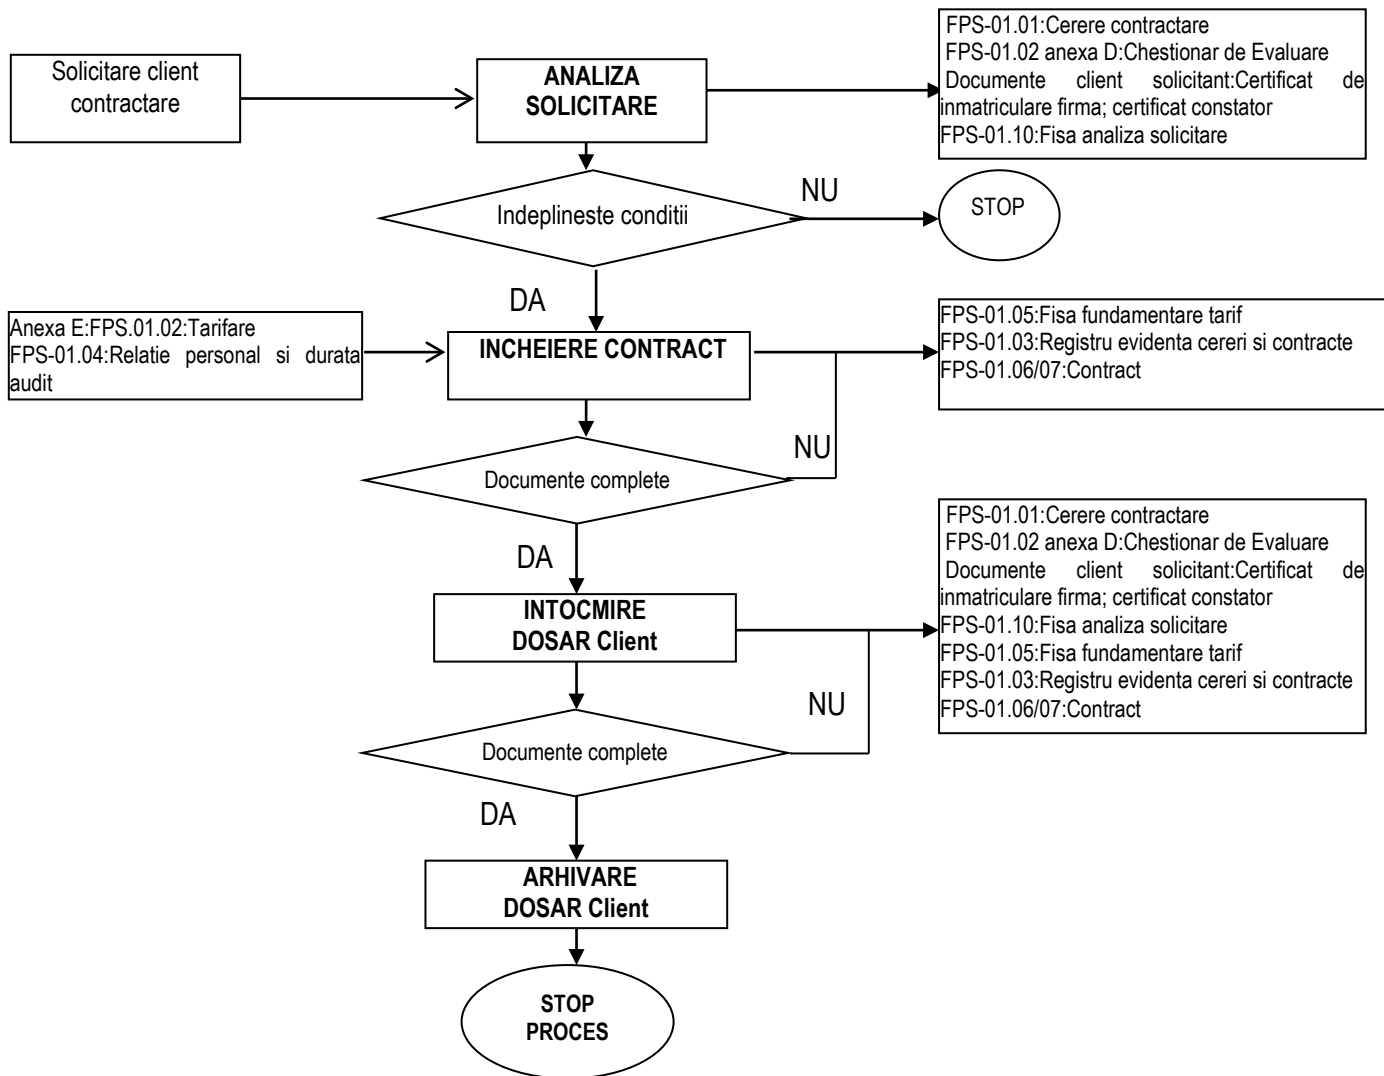 Solicitare client
contractare
ANALIZA
SOLICITARE
FPS-01.01:Cerere contractare
FPS-01.02 anexa D:Chestionar de Evaluare
Documente client solicitant:Certificat de
inmatriculare firma; certificat constator
FPS-01.10:Fisa analiza solicitare
Indeplineste conditii
NU
STOP
DA
Anexa E:FPS.01.02:Tarifare
FPS-01.04:Relatie personal si durata
audit
INCHEIERE CONTRACT
FPS-01.05:Fisa fundamentare tarif
FPS-01.03:Registru evidenta cereri si contracte
FPS-01.06/07:Contract
NU
Documente complete
DA
INTOCMIRE
DOSAR Client
FPS-01.01:Cerere contractare
FPS-01.02 anexa D:Chestionar de Evaluare
Documente client solicitant:Certificat de
inmatriculare firma; certificat constator
FPS-01.10:Fisa analiza solicitare
FPS-01.05:Fisa fundamentare tarif
FPS-01.03:Registru evidenta cereri si contracte
FPS-01.06/07:Contract
NU
Documente complete
DA
ARHIVARE
DOSAR Client
STOP
PROCES